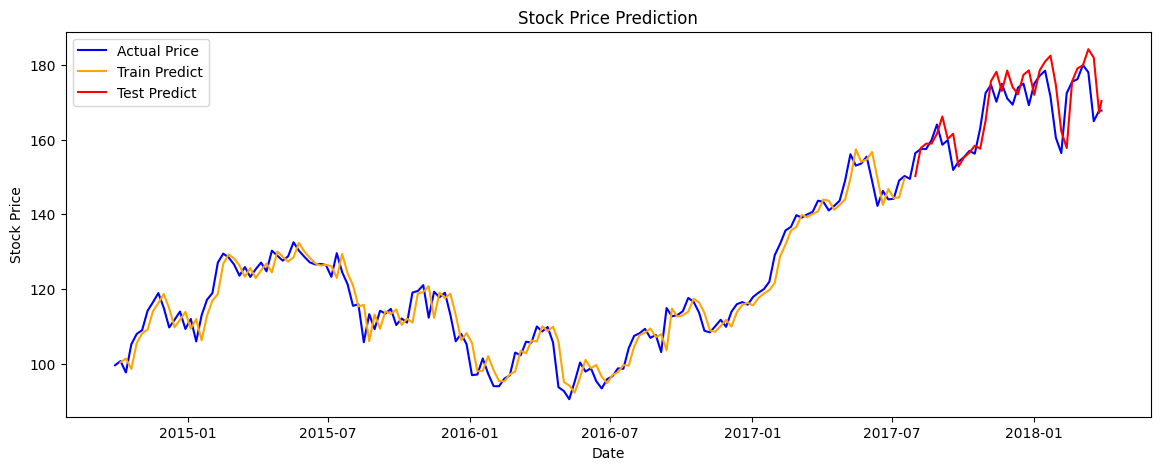 Stock Price Prediction
Actual Price
Train Predict
Test Predict
Stock Price
180
160
140
120
100
2015-01
2015-07
2016-01
2016-07
2017-01
2017-07
2018-01
Date